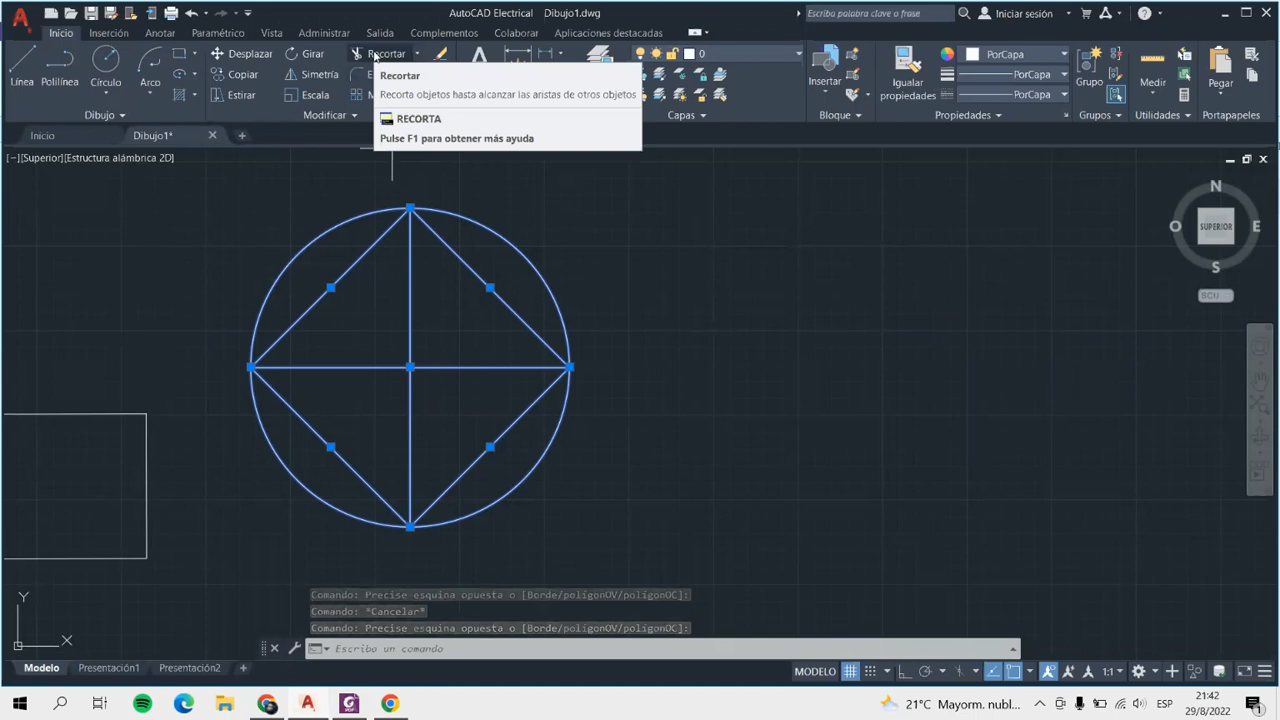 AutoCAD Electrical Dibujo1.dwg
Escriba palabra clave o frase
Iniciar sesión
Inicio Inserción Anotar Paramétrico Vista Salida Administrar Complementos Colaborar Aplicaciones destacadas
Línea
Polilínea
Círculo
Arco
Desplazar
Copiar
Estirar
Girar
Simetría
Escala
Recortar
Dibujo
Modificar
Recortar
Recorta objetos hasta alcanzar las aristas de otros objetos
RECORTA
Pulse F1 para obtener más ayuda
0
Capas
Insertar
Bloque
Igualar
propiedades
PorCapa
PorCapa
PorCapa
Propiedades
Grupo
Grupos
Medir
Utilidades
Pegar
Portapapeles
Inicio
Dibujo1*
[−][Superior][Estructura alámbrica 2D]
N
O
SUPERIOR
E
S
SCU
Comando: Precise esquina opuesta o [Borde/polígonOV/polígonOC]:
Comando: *Cancelar*
Comando: Precise esquina opuesta o [Borde/polígonOV/polígonOC]:
Escriba un comando
Y
X
Modelo
Presentación1
Presentación2
MODELO
1:1
21°C Mayorm. nubl...
ESP
21:42
29/8/2022
1